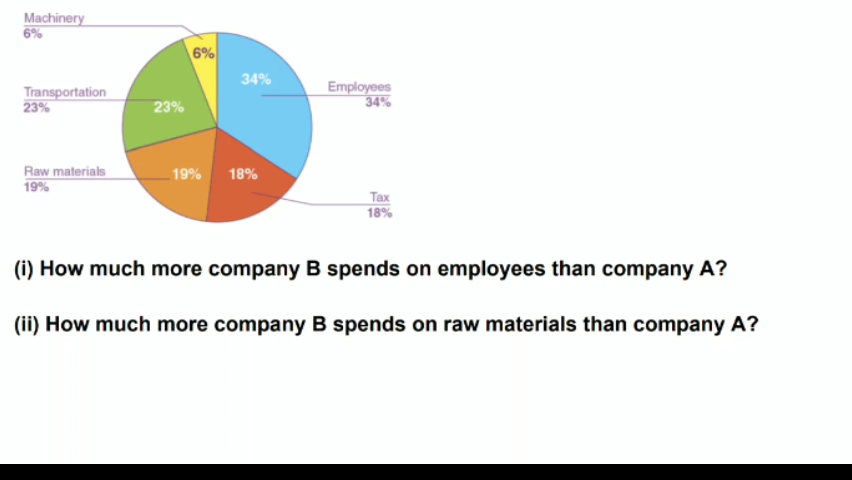 Machinery
6%
6%
34%
Employees
34%
Transportation
23%
23%
Raw materials
19%
19%
18%
Tax
18%
(i) How much more company B spends on employees than company A?
(ii) How much more company B spends on raw materials than company A?